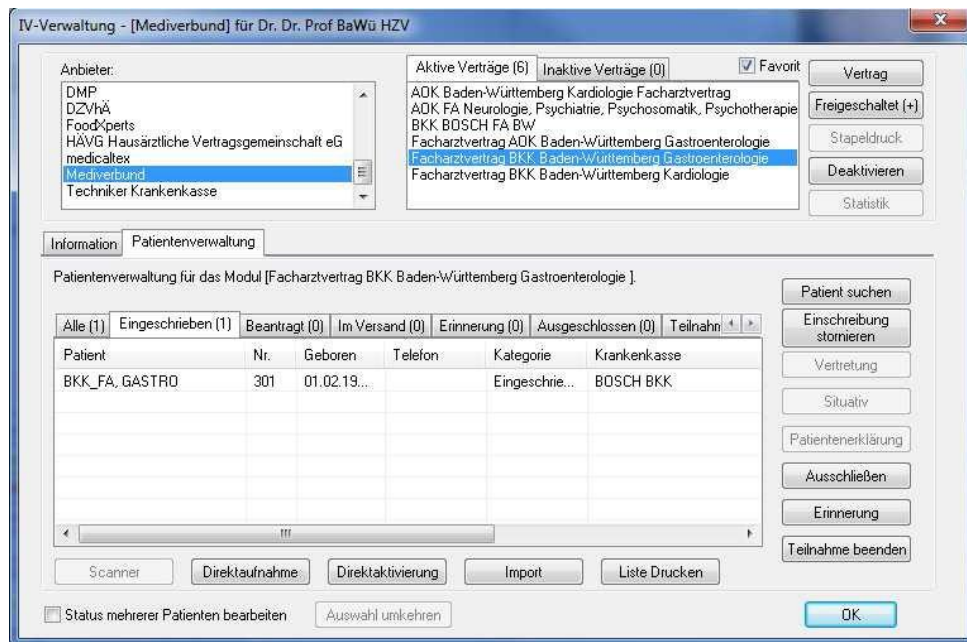 IV-Verwaltung - [Mediverbund] für Dr. Dr. Prof BaWü HZV
x
Anbieter:
DMP
DZVhÄ
FoodXperts
HÄVG Hausärztliche Vertragsgemeinschaft eG
medicaltex
Mediverbund
Techniker Krankenkasse
Aktive Verträge (6)
Inaktive Verträge (0)
Favorit
AOK Baden-Württemberg Kardiologie Facharztvertrag
AOK FA Neurologie, Psychiatrie, Psychosomatik, Psychotherapie
BKK BOSCH FA BW
Facharztvertrag AOK Baden-Württemberg Gastroenterologie
Facharztvertrag BKK Baden-Württemberg Gastroenterologie
Facharztvertrag BKK Baden-Württemberg Kardiologie
Vertrag
Freigeschaltet (+)
Stapeldruck
Deaktivieren
Statistik
Information
Patientenverwaltung
Patientenverwaltung für das Modul [Facharztvertrag BKK Baden-Württemberg Gastroenterologie ].
Alle (1)
Eingeschrieben (1)
Beantragt (0)
Im Versand (0)
Erinnerung (0)
Ausgeschlossen (0)
Teilnahm
Patient Nr. Geboren Telefon Kategorie Krankenkasse
BKK_FA, GASTRO 301 01.02.19... Eingeschrie... BOSCH BKK
Patient suchen
Einschreibung
stornieren
Vertretung
Situativ
Patientenerklärung
Ausschließen
Erinnerung
Teilnahme beenden
Scanner
Direktaufnahme
Direktaktivierung
Import
Liste Drucken
Status mehrerer Patienten bearbeiten
Auswahl umkehren
OK